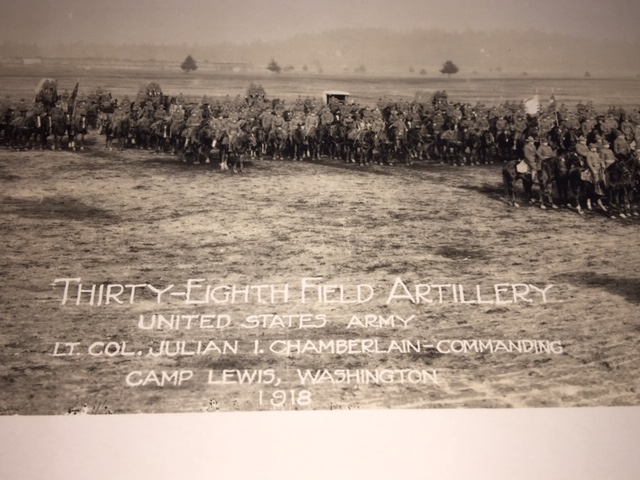 THIRTY-EIGHTH FIELD ARTILLERY
UNITED STATES ARMY
LT. COL. JULIAN I. CHAMBERLAIN-COMMANDING
CAMP LEWIS, WASHINGTON
1918